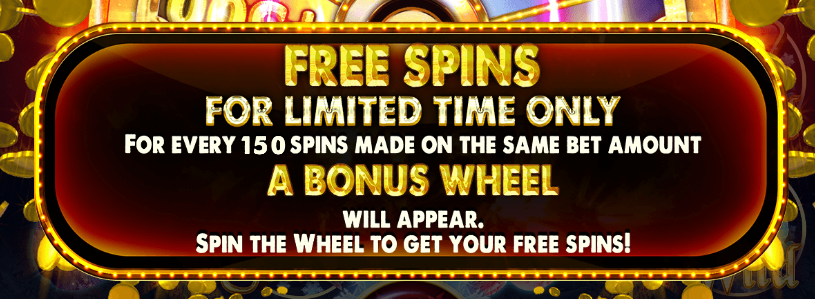 FREE SPINS
FOR LIMITED TIME ONLY
FOR EVERY 150 SPINS MADE ON THE SAME BET AMOUNT
A BONUS WHEEL
WILL APPEAR.
SPIN THE WHEEL TO GET YOUR FREE SPINS!